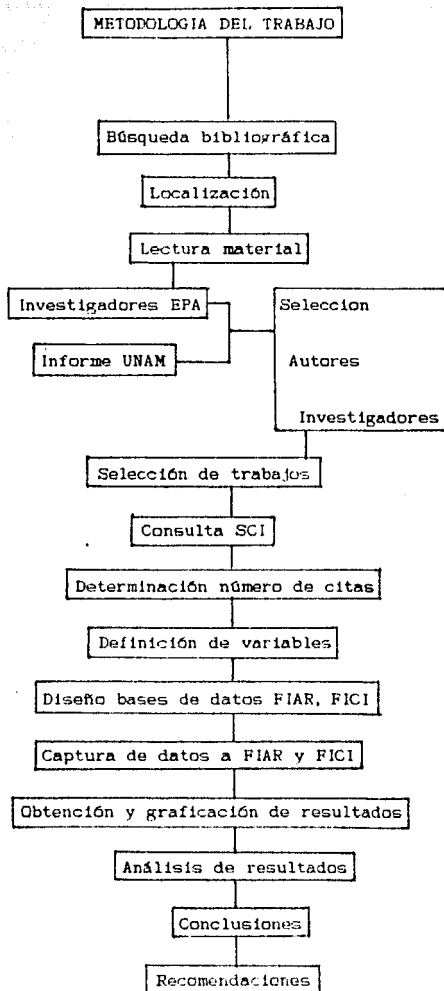 METODOLOGIA DEL TRABAJO
Búsqueda bibliográfica
Localización
Lectura material
Investigadores EPA
Seleccion
Informe UNAM
Autores
Investigadores
Selección de trabajos
Consulta SCI
Determinación número de citas
Definición de variables
Diseño bases de datos FIAR, FICI
Captura de datos a FIAR y FICI
Obtención y graficación de resultados
Análisis de resultados
Conclusiones
Recomendaciones